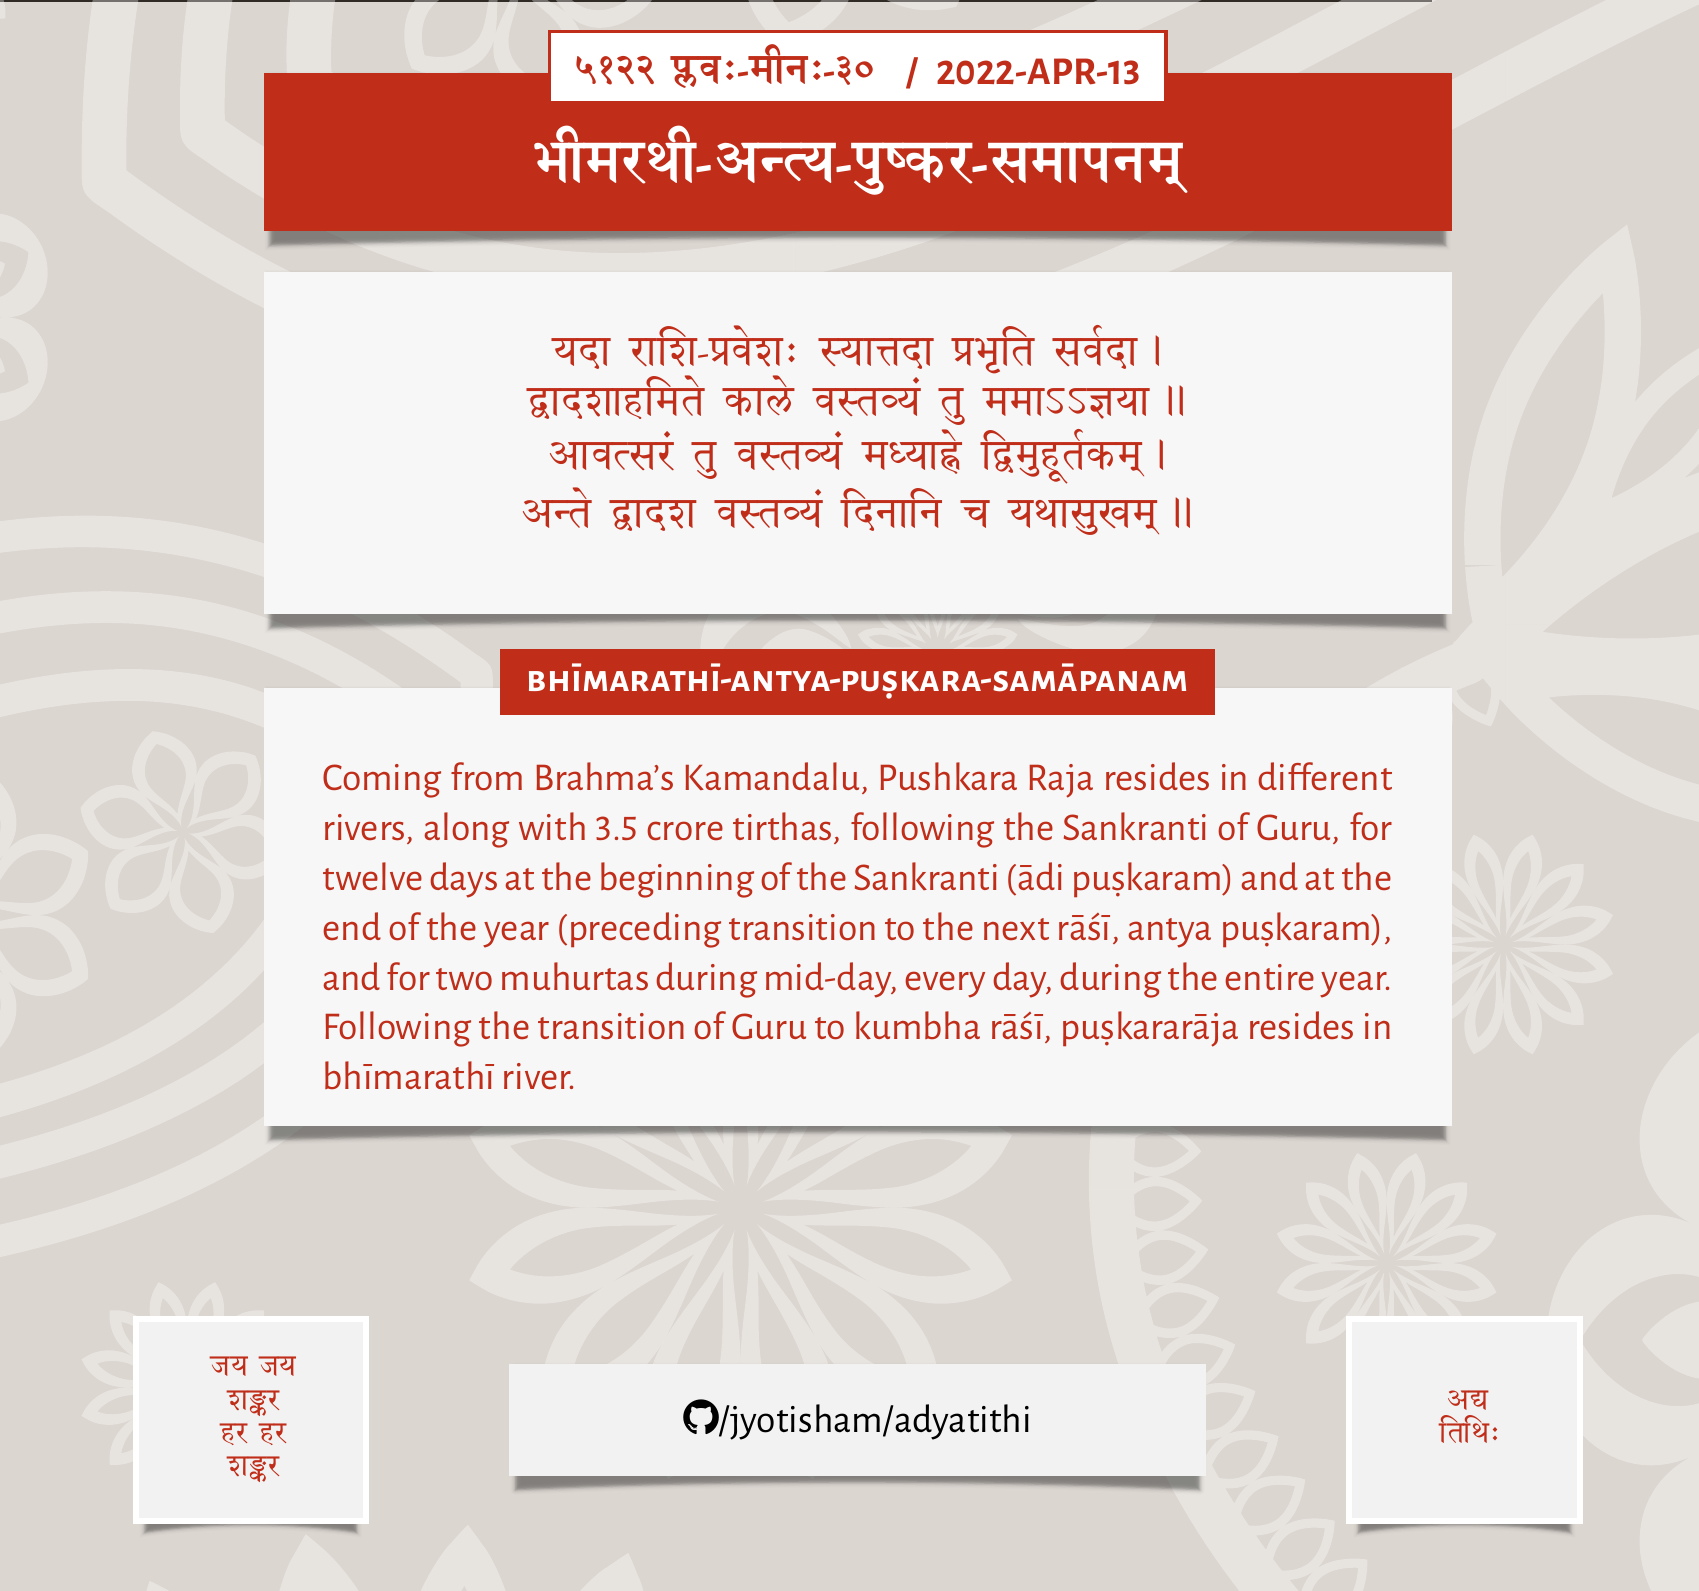 ५१२२ प्लवः-मीनः-३० / 2022-APR-13
भीमरथी-अन्त्य-पुष्कर-समापनम्
यदा राशि-प्रवेशः स्यात्तदा प्रभृति सर्वदा ।
द्वादशाहमिते काले वस्तव्यं तु ममाऽऽज्ञया ॥
आवत्सरं तु वस्तव्यं मध्याह्ने द्विमुहूर्तकम् ।
अन्ते द्वादश वस्तव्यं दिनानि च यथासुखम् ॥
BHĪMARATHĪ-ANTYA-PUṢKARA-SAMĀPANAM
Coming from Brahma’s Kamandalu, Pushkara Raja resides in different
rivers, along with 3.5 crore tirthas, following the Sankranti of Guru, for
twelve days at the beginning of the Sankranti (ādi puṣkaram) and at the
end of the year (preceding transition to the next rāśī, antya puṣkaram),
and for two muhurtas during mid-day, every day, during the entire year.
Following the transition of Guru to kumbha rāśī, puṣkararāja resides in
bhīmarathī river.
जय जय
शङ्कर
हर हर
शङ्कर
/jyotisham/adyatithi
अद्य
तिथिः